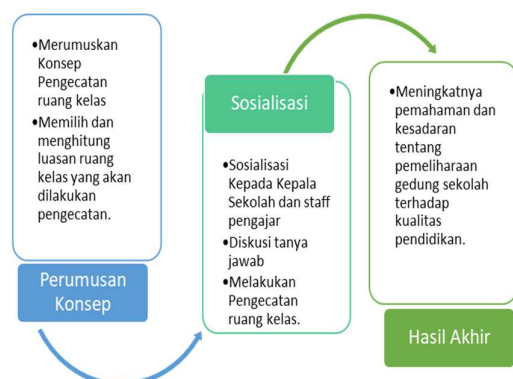 •Merumuskan
Konsep
Pengecatan
ruang kelas
•Memilih dan
menghitung
luasan ruang
kelas yang akan
dilakukan
pengecatan.
Perumusan
Konsep
Sosialisasi
•Sosialisasi
Kepada Kepala
Sekolah dan staff
pengajar
•Diskusi tanya
jawab
•Melakukan
Pengecatan
ruang kelas.
•Meningkatnya
pemahaman dan
kesadaran
tentang
pemeliharaan
gedung sekolah
terhadap
kualitas
pendidikan.
Hasil Akhir